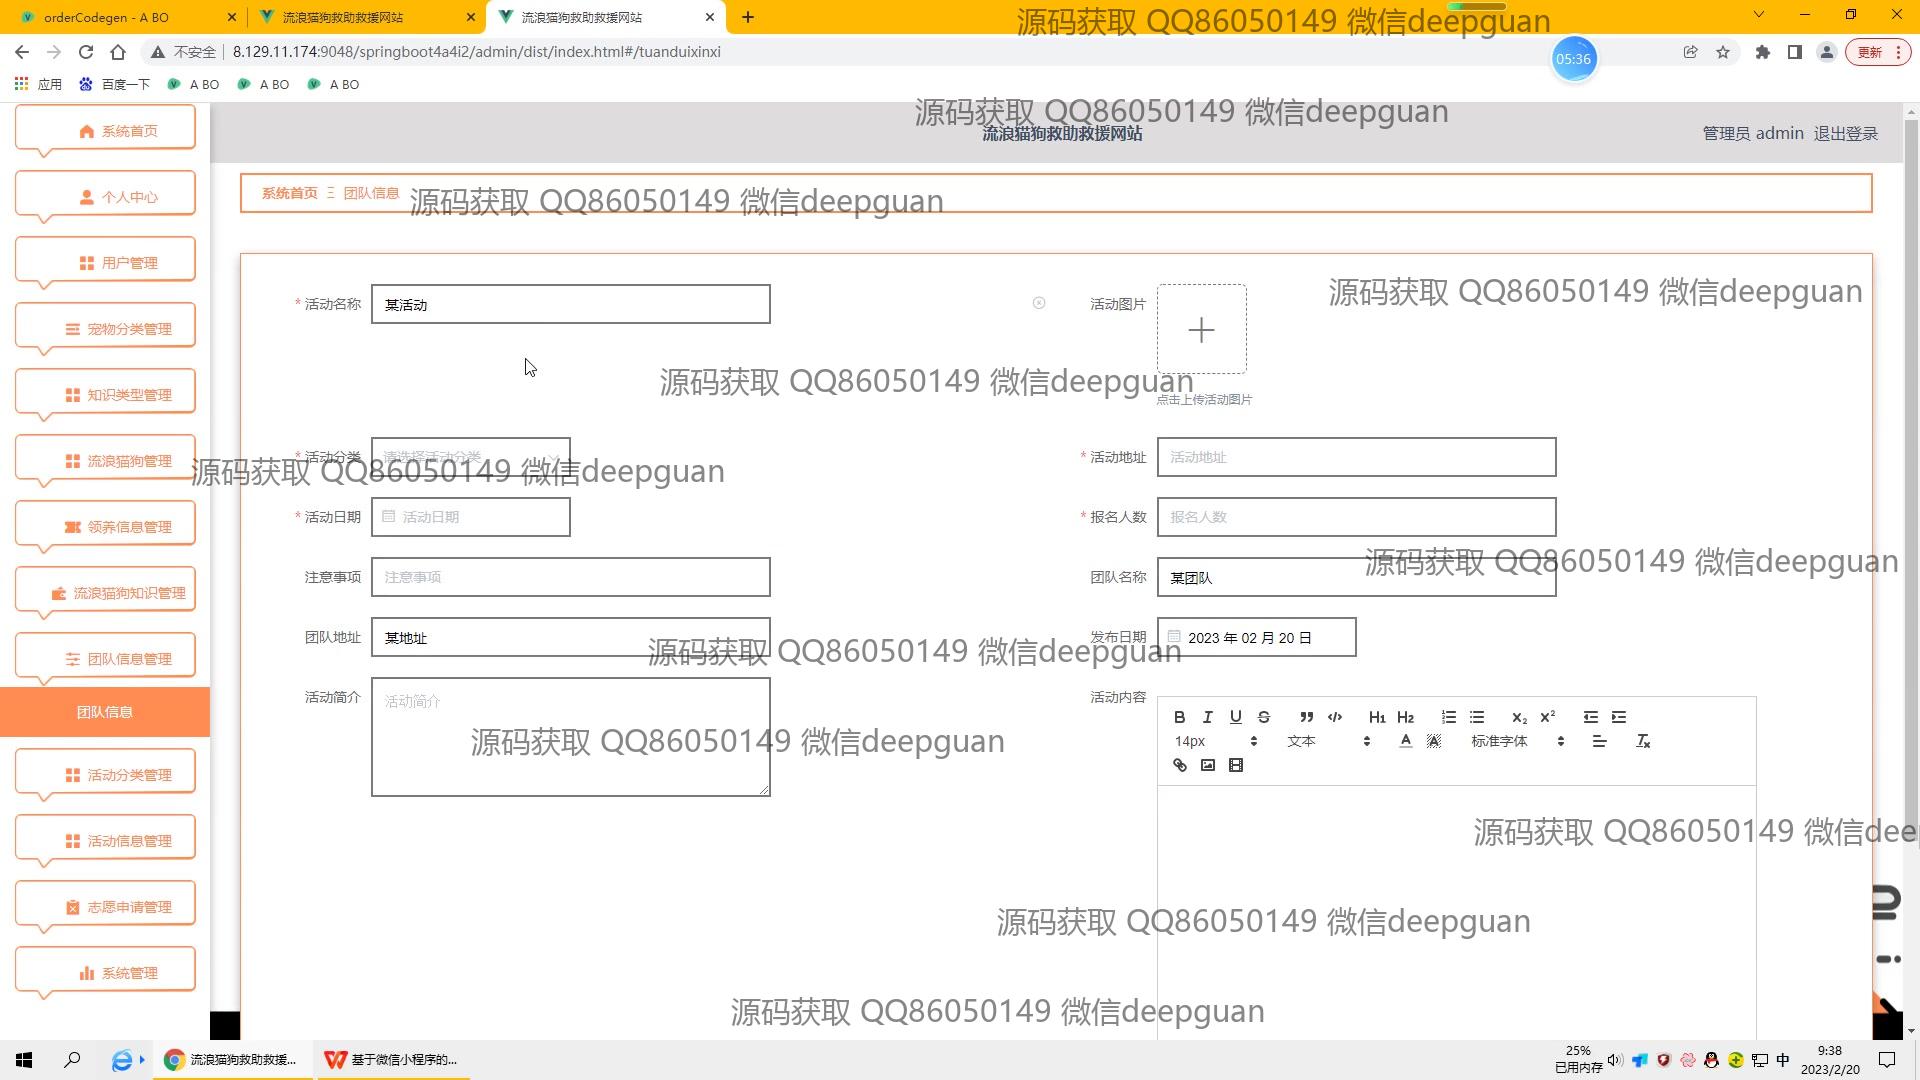 orderCodegen - A BO
流浪猫狗救助救援网站
流浪猫狗救助救援网站
源码获取 QQ86050149 微信deepguan
不安全
8.129.11.174:9048/springboot4a4i2/admin/dist/index.html#/tuanduixinxi
05:36
更新
应用
百度一下
A BO
A BO
A BO
源码获取 QQ86050149 微信deepguan
流浪猫狗救助救援网站
管理员 admin
退出登录
系统首页
个人中心
用户管理
宠物分类管理
知识类型管理
流浪猫狗管理
领养信息管理
流浪猫狗知识管理
团队信息管理
团队信息
活动分类管理
活动信息管理
志愿申请管理
系统管理
系统首页 Ξ 团队信息
源码获取 QQ86050149 微信deepguan
* 活动名称
某活动
活动图片
点击上传活动图片
源码获取 QQ86050149 微信deepguan
源码获取 QQ86050149 微信deepguan
* 活动分类
请选择活动分类
* 活动地址
活动地址
源码获取 QQ86050149 微信deepguan
* 活动日期
活动日期
* 报名人数
报名人数
源码获取 QQ86050149 微信deepguan
注意事项
注意事项
团队名称
某团队
团队地址
某地址
发布日期
2023 年 02 月 20 日
源码获取 QQ86050149 微信deepguan
活动简介
活动简介
活动内容
B I U S H1 H2 X2 X2
14px 文本 A A 标准字体 Tx
源码获取 QQ86050149 微信deepguan
源码获取 QQ86050149 微信dee
源码获取 QQ86050149 微信deepguan
源码获取 QQ86050149 微信deepguan
流浪猫狗救助救援...
基于微信小程序的...
25%
已用内存
中
9:38
2023/2/20